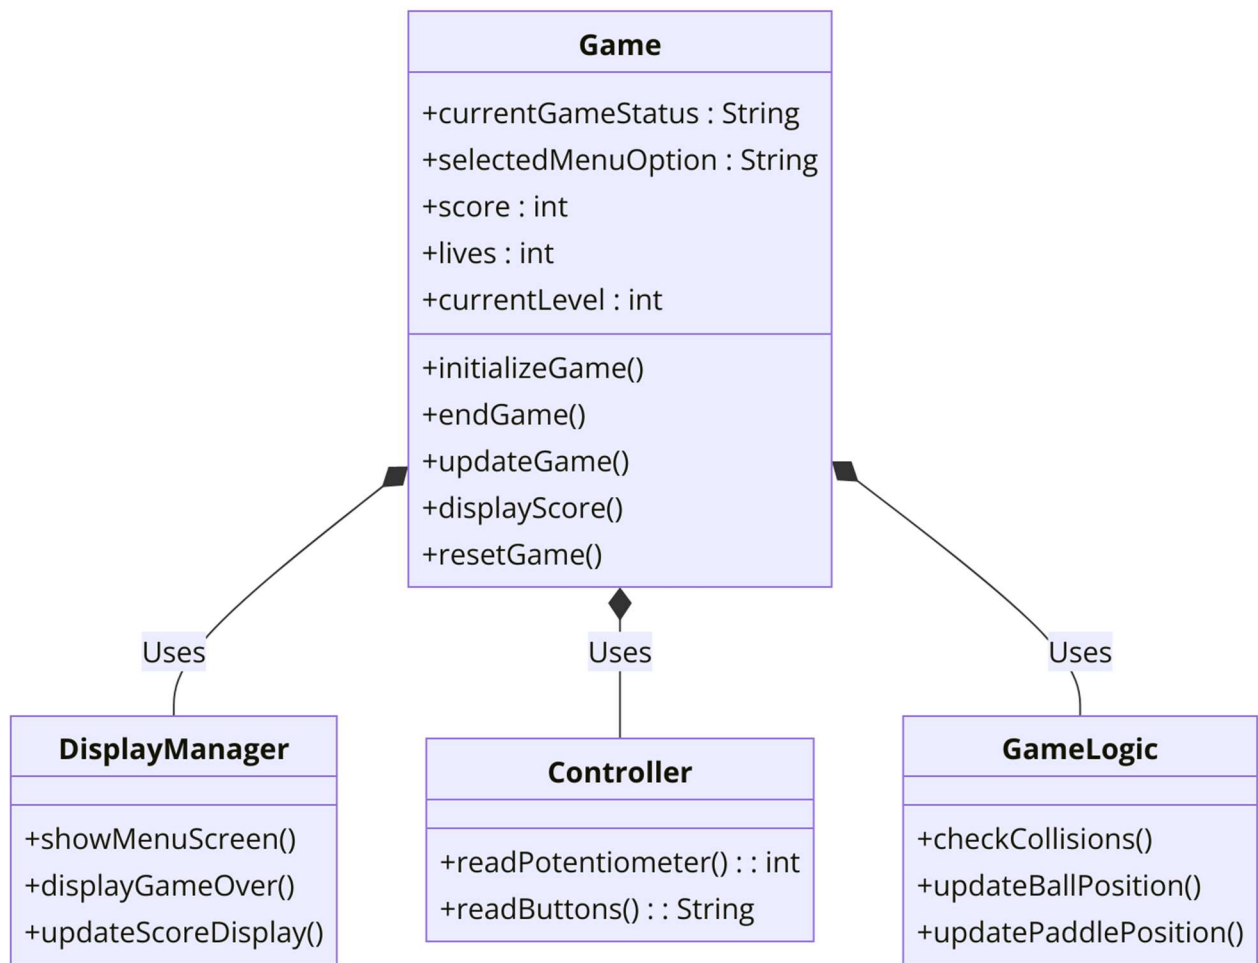 Game
+currentGameStatus : String
+selectedMenuOption : String
+score : int
+lives : int
+currentLevel : int
+initializeGame()
+endGame()
+updateGame()
+displayScore()
+resetGame()
Uses
Uses
Uses
DisplayManager
+showMenuScreen()
+displayGameOver()
+updateScoreDisplay()
Controller
+readPotentiometer() : : int
+readButtons() : : String
GameLogic
+checkCollisions()
+updateBallPosition()
+updatePaddlePosition()